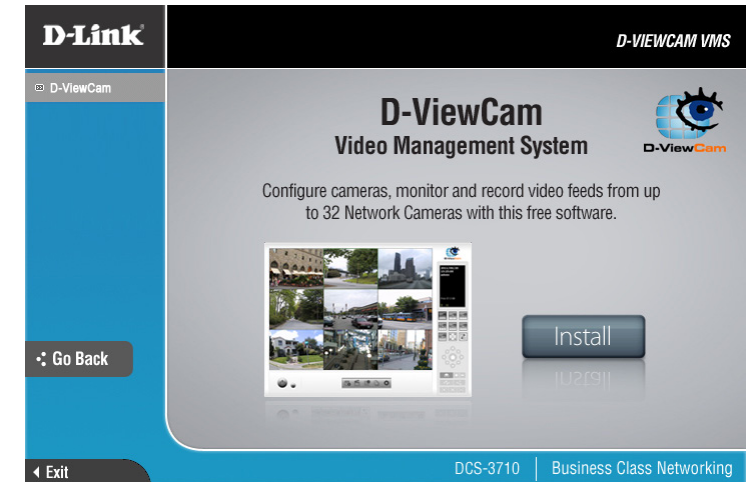 D-Link
D-VIEWCAM VMS
D-ViewCam
D-ViewCam
Video Management System
D-ViewCam
Configure cameras, monitor and record video feeds from up
to 32 Network Cameras with this free software.
Install
Go Back
Exit
DCS-3710
Business Class Networking